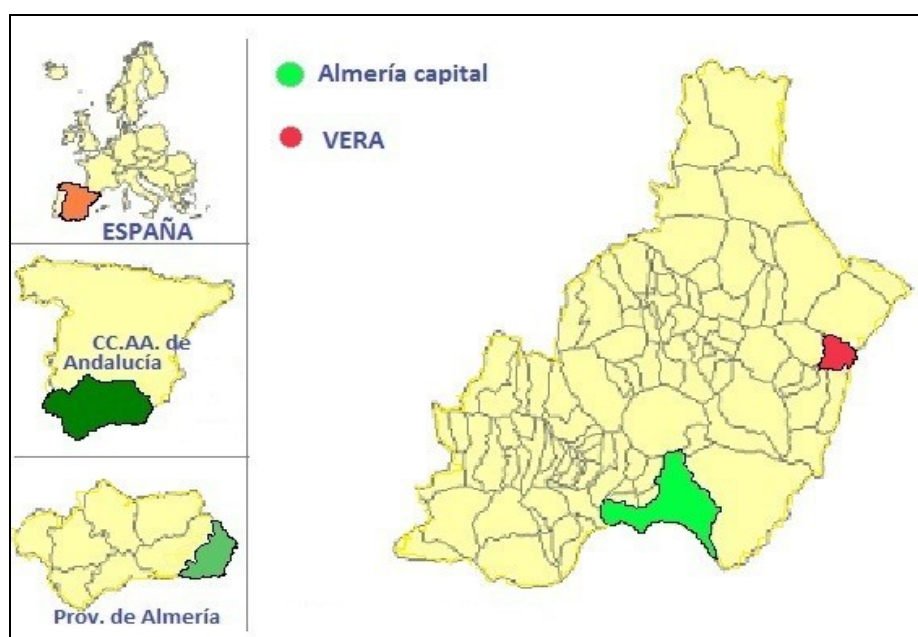 ESPAÑA
CC.AA. de
Andalucía
Prov. de Almería
Almería capital
VERA